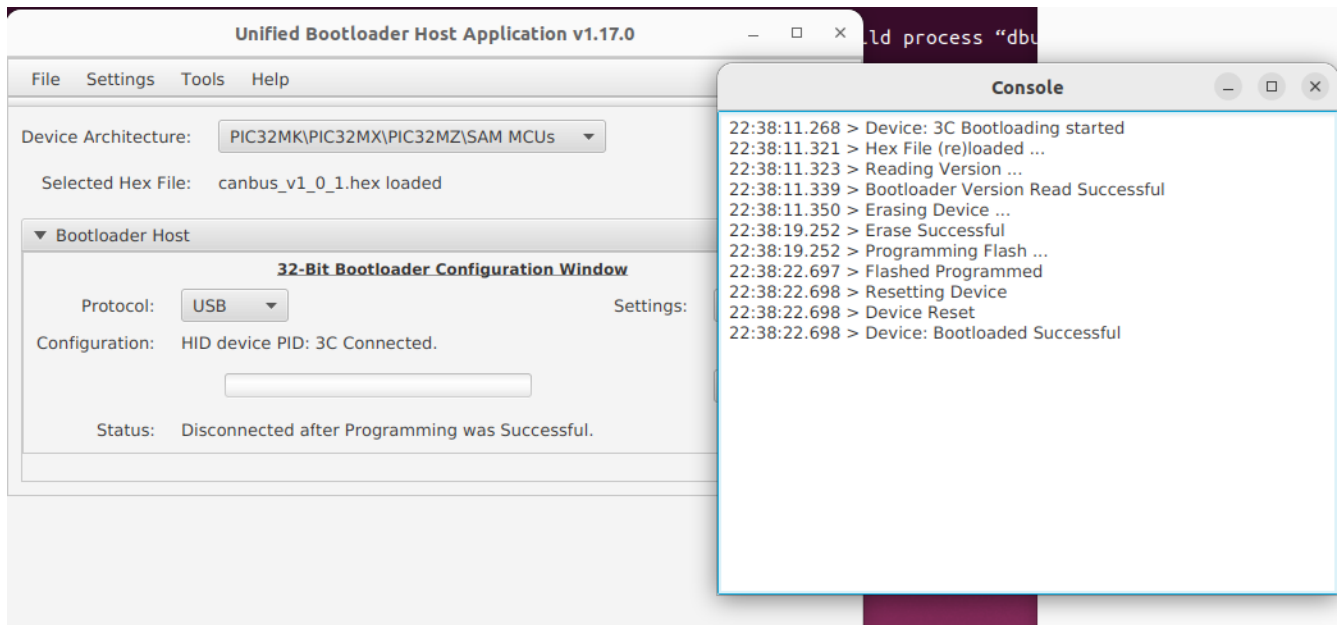 Unified Bootloader Host Application v1.17.0
ld process “dbu
File Settings Tools Help
Device Architecture: PIC32MK\PIC32MX\PIC32MZ\SAM MCUs
Selected Hex File: canbus_v1_0_1.hex loaded
Bootloader Host
32-Bit Bootloader Configuration Window
Protocol: USB Settings:
Configuration: HID device PID: 3C Connected.
Status: Disconnected after Programming was Successful.
Console
22:38:11.268 > Device: 3C Bootloading started
22:38:11.321 > Hex File (re)loaded ...
22:38:11.323 > Reading Version ...
22:38:11.339 > Bootloader Version Read Successful
22:38:11.350 > Erasing Device ...
22:38:19.252 > Erase Successful
22:38:19.252 > Programming Flash ...
22:38:22.697 > Flashed Programmed
22:38:22.698 > Resetting Device
22:38:22.698 > Device Reset
22:38:22.698 > Device: Bootloaded Successful